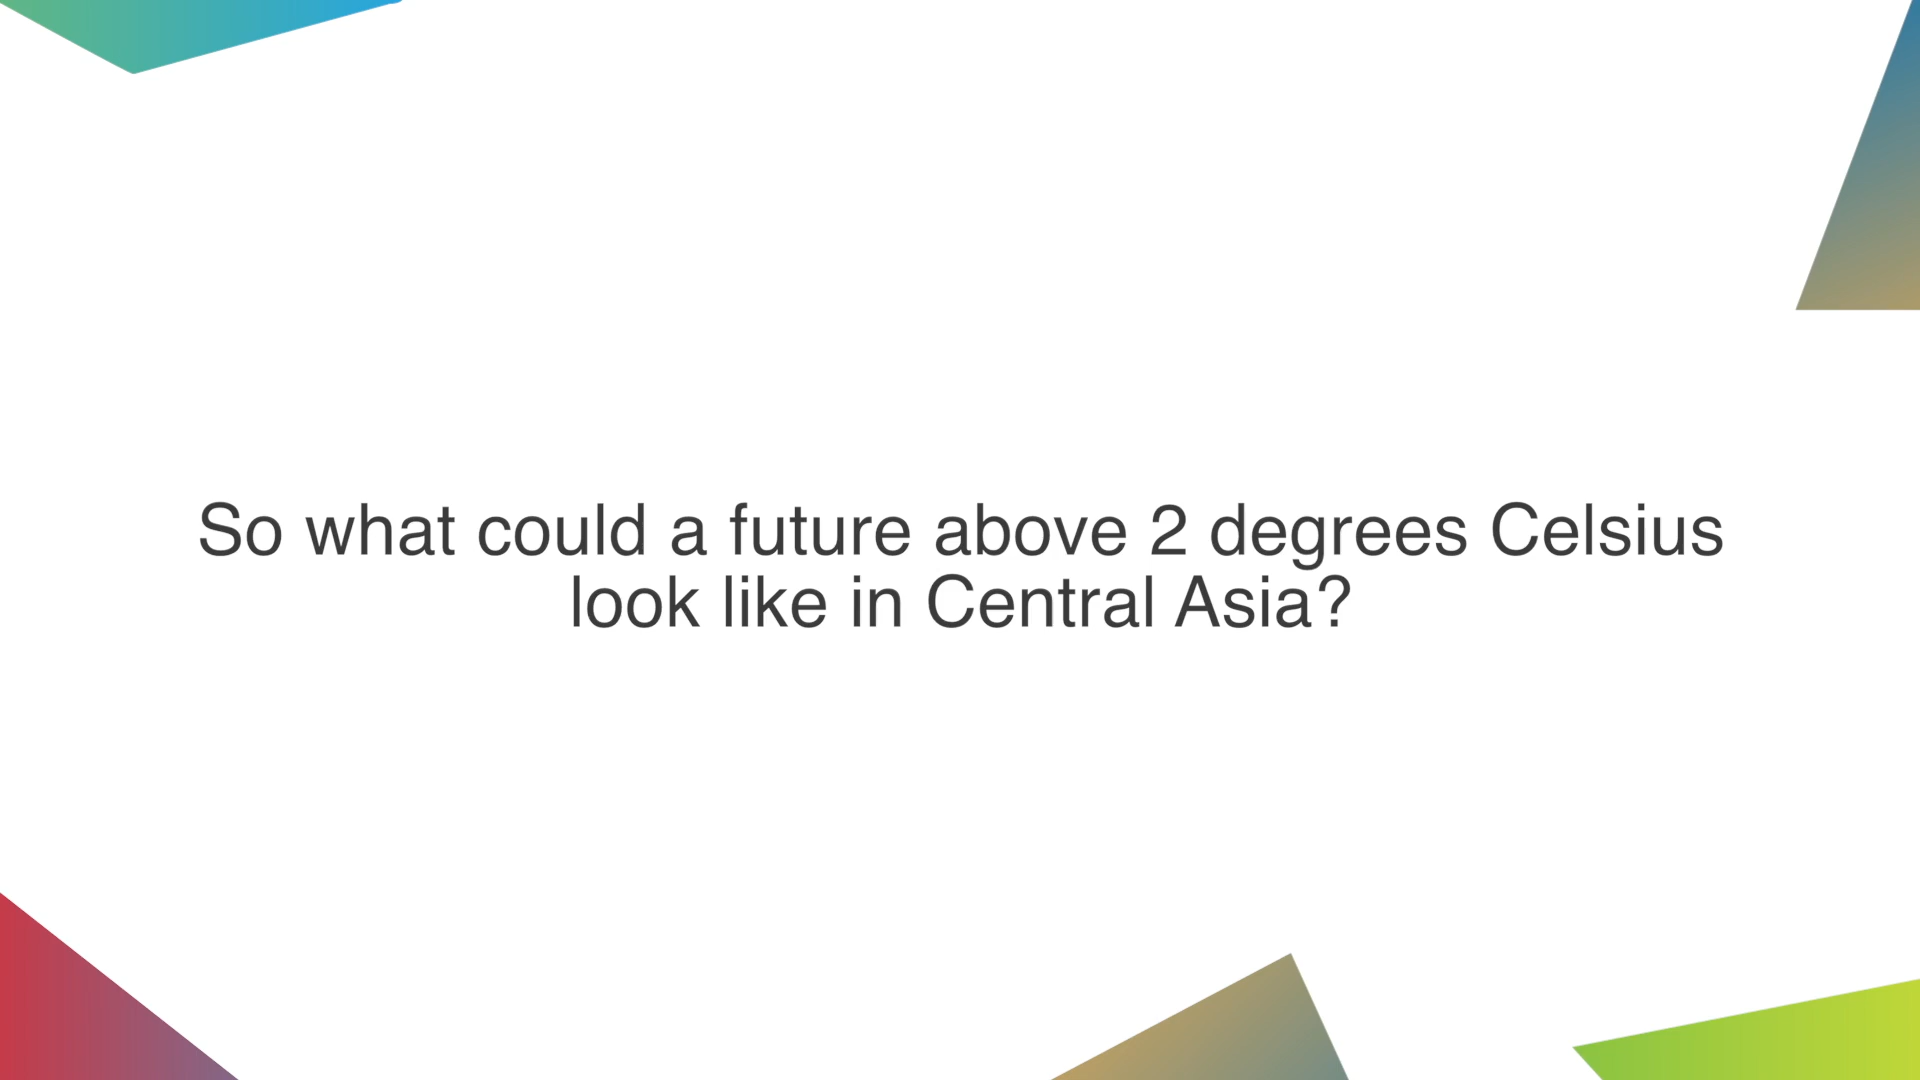 So what could a future above 2 degrees Celsius
look like in Central Asia?